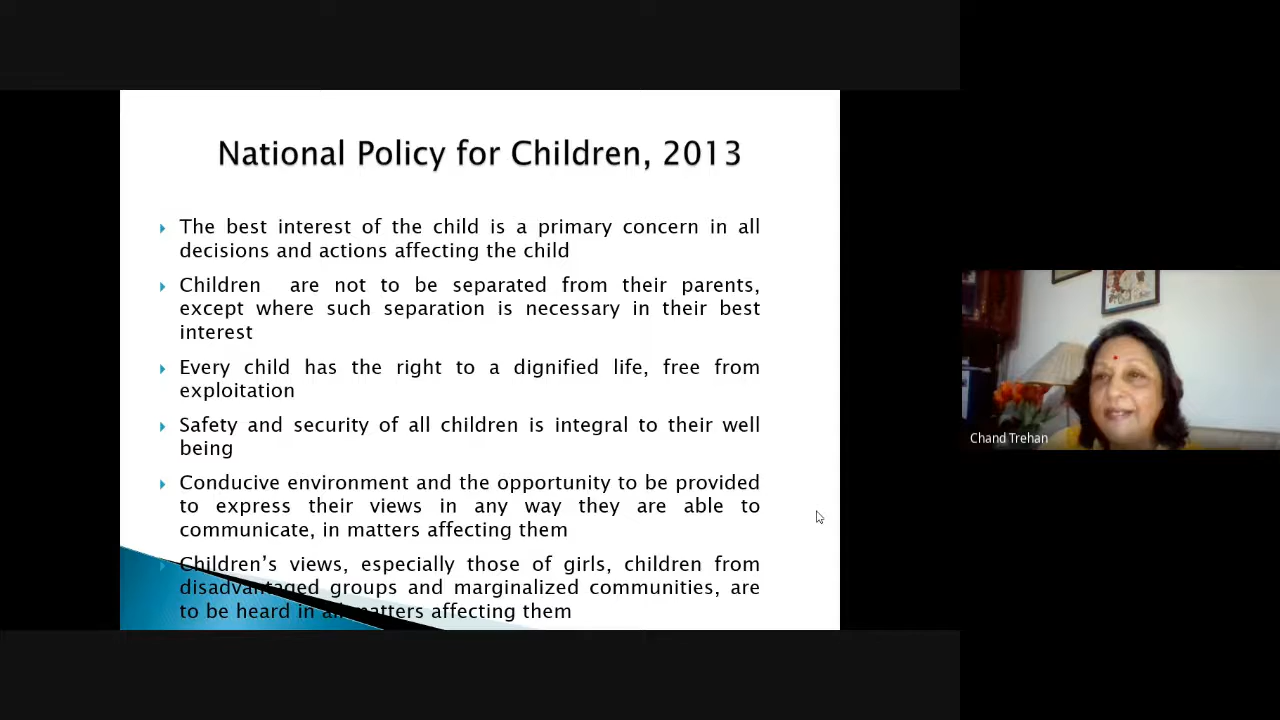 National Policy for Children, 2013
The best interest of the child is a primary concern in all
decisions and actions affecting the child
Children are not to be separated from their parents,
except where such separation is necessary in their best
interest
Every child has the right to a dignified life, free from
exploitation
Safety and security of all children is integral to their well
being
Conducive environment and the opportunity to be provided
to express their views in any way they are able to
communicate, in matters affecting them
Children's views, especially those of girls, children from
disadvantaged groups and marginalized communities, are
to be heard in all matters affecting them
Chand Trehan